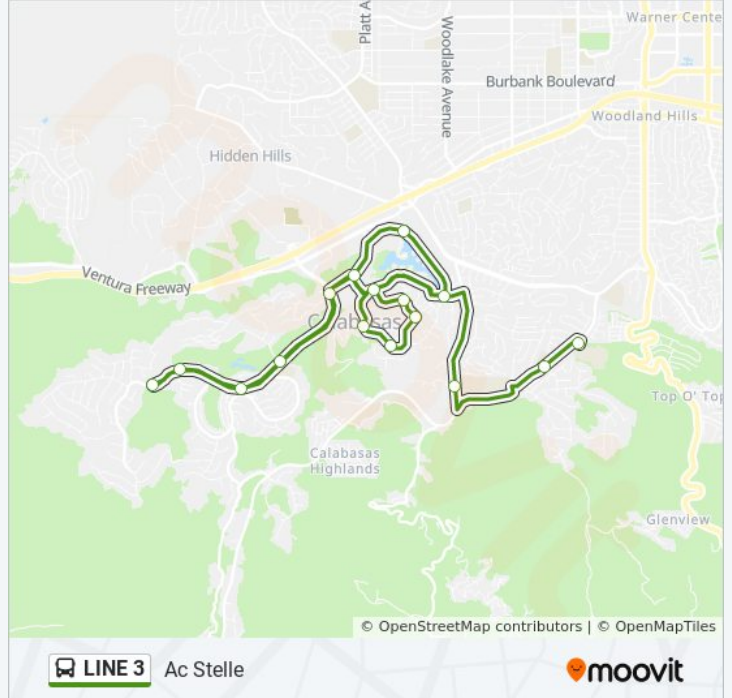 Platt A
Woodlake Avenue
Warner Cente
Burbank Boulevard
Woodland Hills
Hidden Hills
Ventura Freeway
Calabasas
Top O' Top
Calabasas
Highlands
Glenview
© OpenStreetMap contributors | © OpenMapTiles
LINE 3 Ac Stelle
moovit